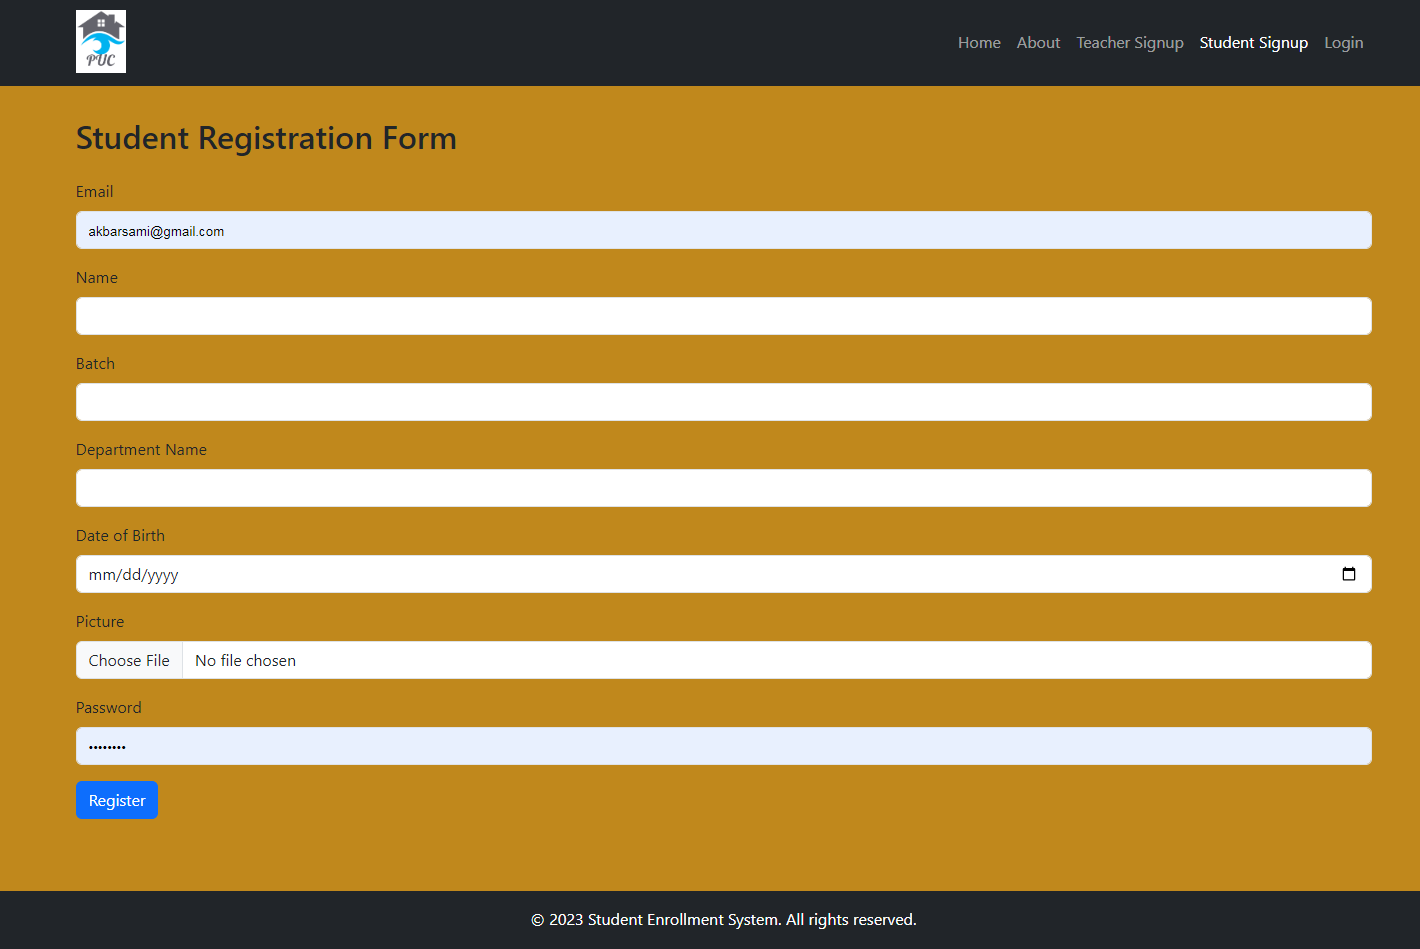 PUC
Home About Teacher Signup Student Signup Login
Student Registration Form
Email
akbarsami@gmail.com
Name
Batch
Department Name
Date of Birth
mm/dd/yyyy
Picture
Choose File No file chosen
Password
••••••••
Register
© 2023 Student Enrollment System. All rights reserved.